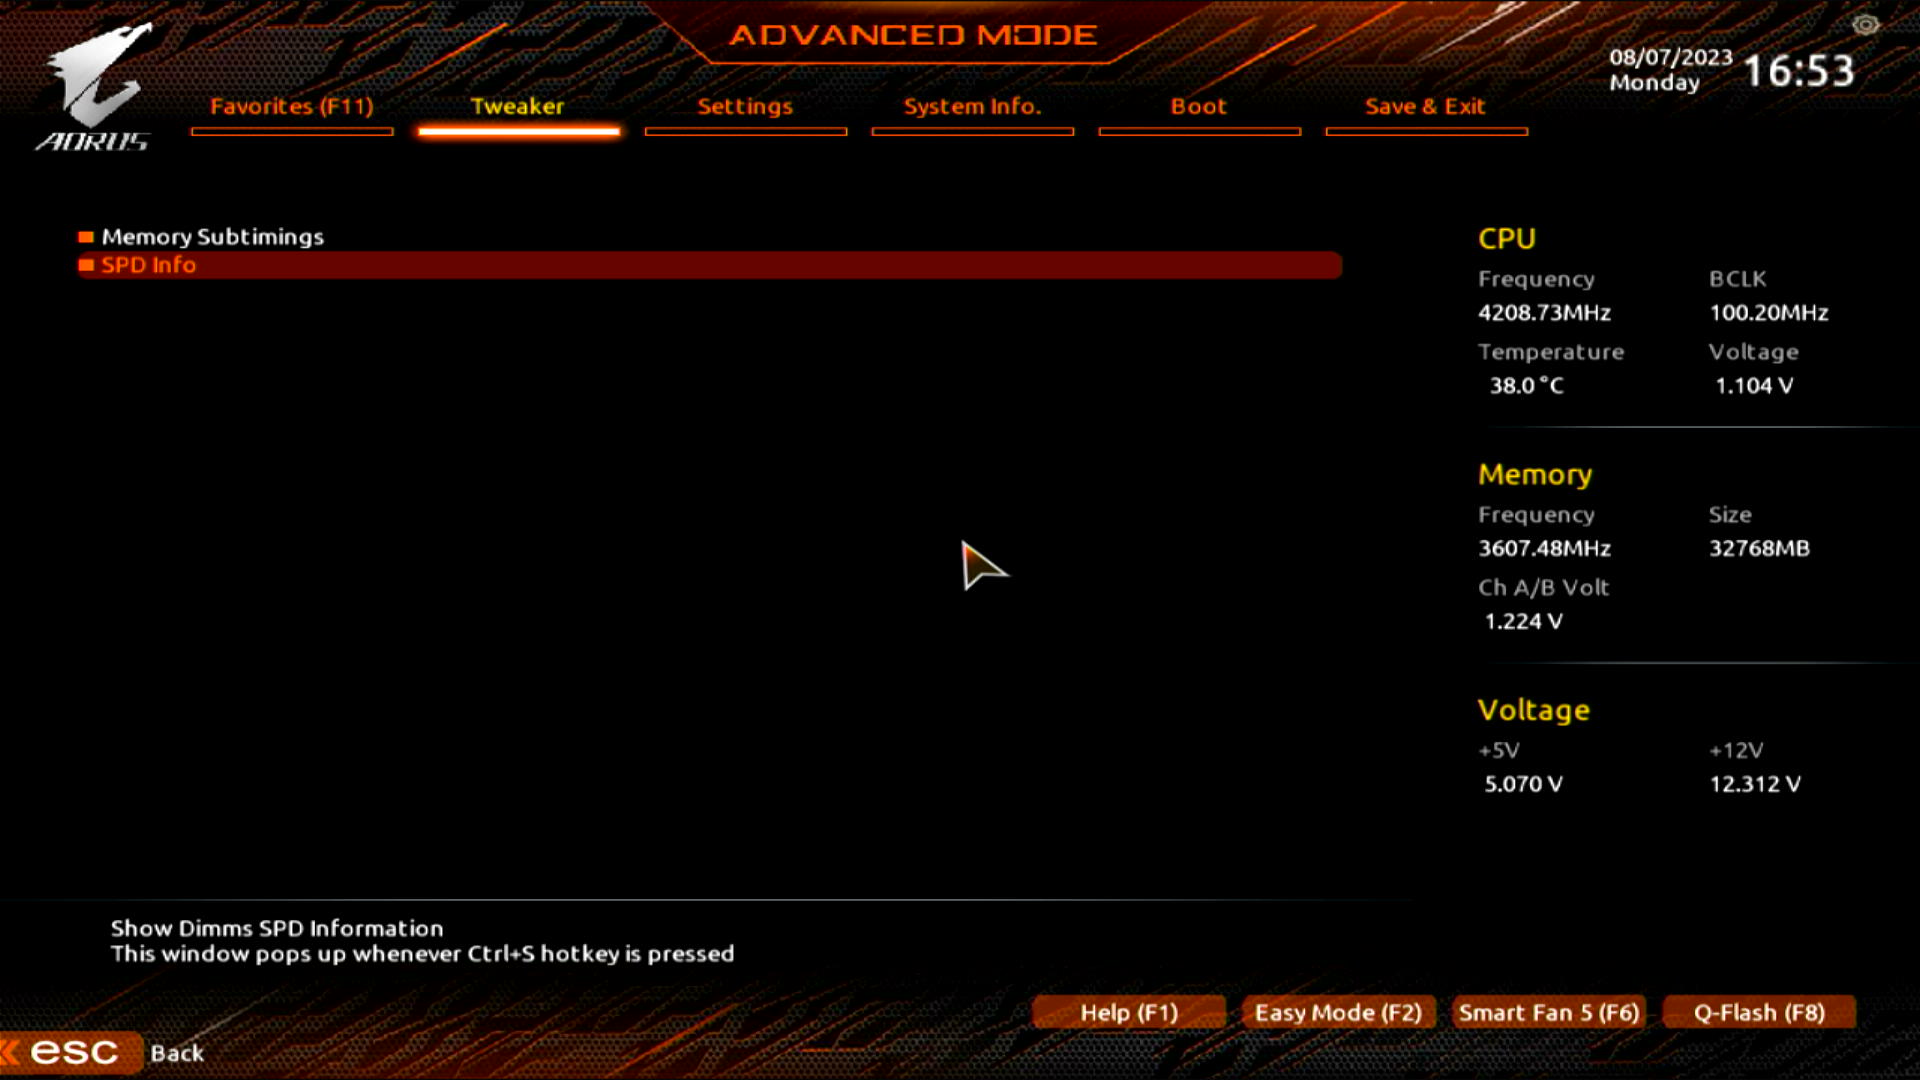 ADVANCED MODE
08/07/2023
Monday
16:53
AORUS
Favorites (F11)
Tweaker
Settings
System Info.
Boot
Save & Exit
Memory Subtimings
SPD Info
CPU
Frequency BCLK
4208.73MHz 100.20MHz
Temperature Voltage
38.0 °C 1.104 V
Memory
Frequency Size
3607.48MHz 32768MB
Ch A/B Volt
1.224 V
Voltage
+5V +12V
5.070 V 12.312 V
Show Dimms SPD Information
This window pops up whenever Ctrl+S hotkey is pressed
Help (F1)
Easy Mode (F2)
Smart Fan 5 (F6)
Q-Flash (F8)
esc Back